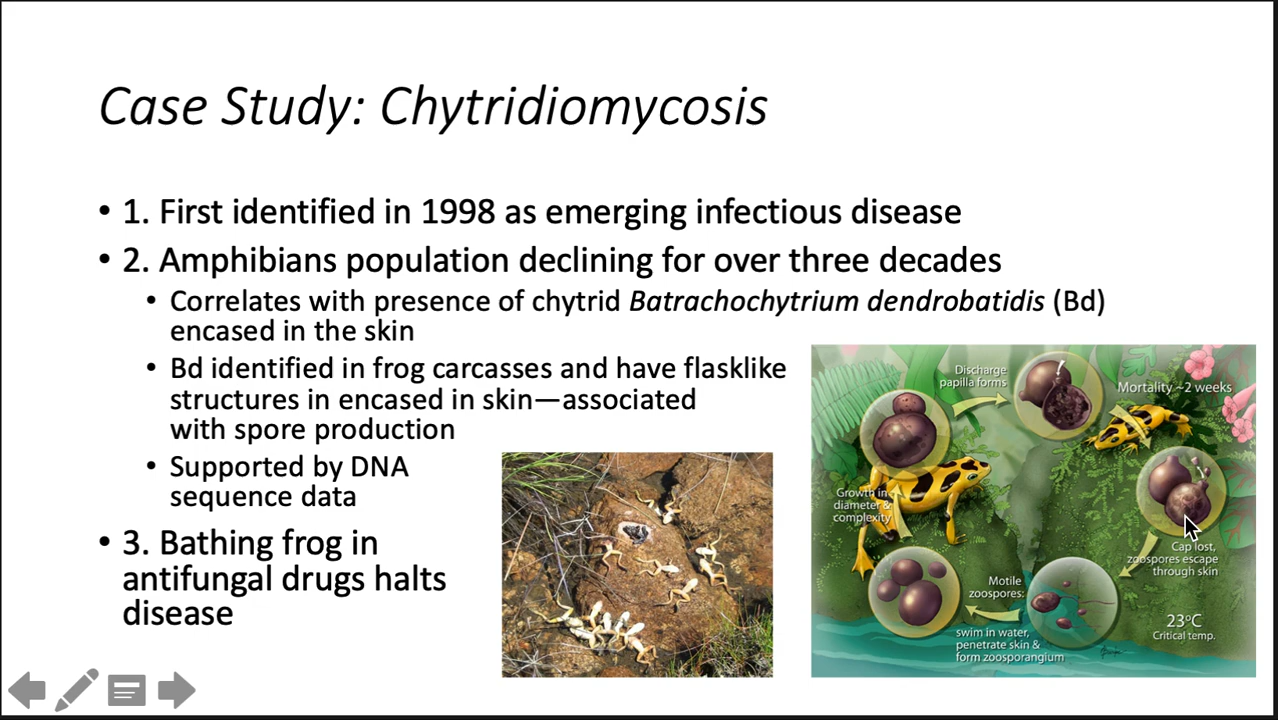 Case Study: Chytridiomycosis
• 1. First identified in 1998 as emerging infectious disease
• 2. Amphibians population declining for over three decades
• Correlates with presence of chytrid Batrachochytrium dendrobatidis (Bd)
encased in the skin
• Bd identified in frog carcasses and have flasklike
structures in encased in skin—associated
with spore production
• Supported by DNA
sequence data
• 3. Bathing frog in
antifungal drugs halts
disease
Discharge
papilla forms
Mortality ~2 weeks
Growth in
diameter &
complexity
Cap lost,
zoospores escape
through skin
Motile
zoospores:
swim in water,
penetrate skin &
form zoosporangium
23°C
Critical temp.